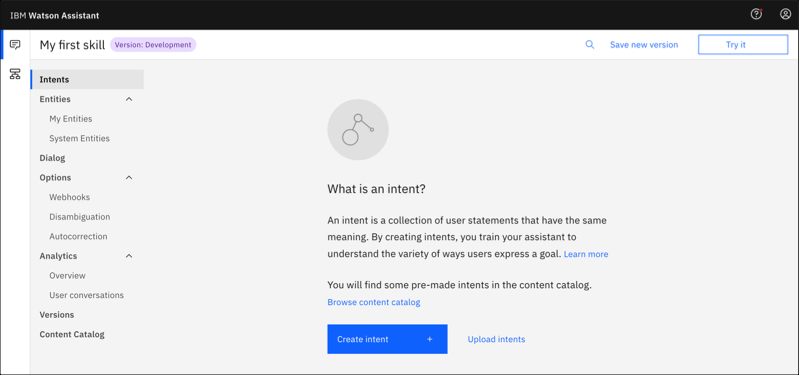 IBM Watson Assistant
My first skill Version: Development Save new version Try it
Intents
Entities
My Entities
System Entities
Dialog
Options
Webhooks
Disambiguation
Autocorrection
Analytics
Overview
User conversations
Versions
Content Catalog
What is an intent?
An intent is a collection of user statements that have the same
meaning. By creating intents, you train your assistant to
understand the variety of ways users express a goal. Learn more
You will find some pre-made intents in the content catalog.
Browse content catalog
Create intent + Upload intents